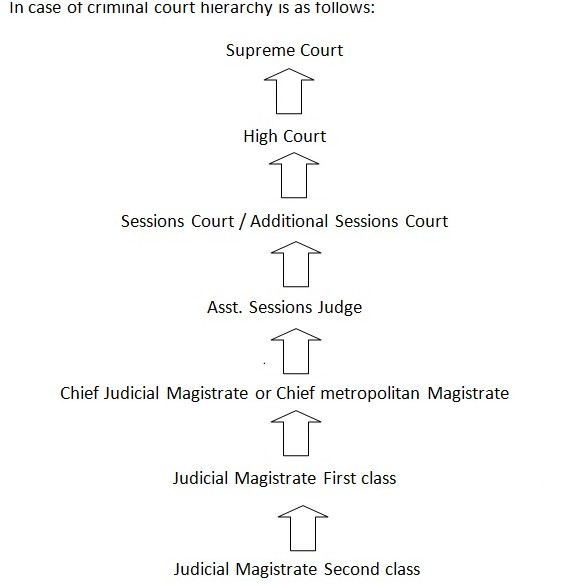 In case of criminal court hierarchy is as follows:
Supreme Court
High Court
Sessions Court / Additional Sessions Court
Asst. Sessions Judge
Chief Judicial Magistrate or Chief metropolitan Magistrate
Judicial Magistrate First class
Judicial Magistrate Second class